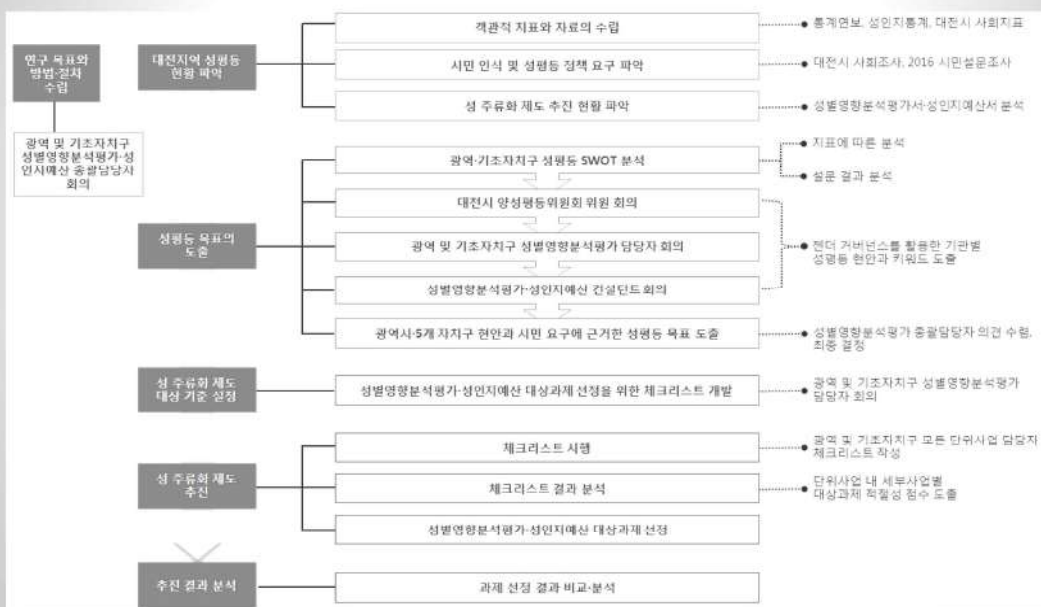 연구 목표와
방법·절차
수립
광역 및 기초자치구
성별영향분석평가·성
인지예산 총괄담당자
회의
대전지역 성평등
현황 파악
객관적 지표와 자료의 수립
통계연보, 성인지통계, 대전시 사회지표
시민 인식 및 성평등 정책 요구 파악
대전시 사회조사, 2016 시민설문조사
성 주류화 제도 추진 현황 파악
성별영향분석평가서·성인지예산서 분석
성평등 목표의
도출
광역·기초자치구 성평등 SWOT 분석
지표에 따른 분석
설문 결과 분석
대전시 양성평등위원회 위원 회의
광역 및 기초자치구 성별영향분석평가 담당자 회의
성별영향분석평가·성인지예산 컨설턴트 회의
젠더 거버넌스를 활용한 기관별
성평등 현안과 키워드 도출
광역시·5개 자치구 현안과 시민 요구에 근거한 성평등 목표 도출
성별영향분석평가 총괄담당자 의견 수렴,
최종 결정
성 주류화 제도
대상 기준 설정
성별영향분석평가·성인지예산 대상과제 선정을 위한 체크리스트 개발
광역 및 기초자치구 성별영향분석평가
담당자 회의
성 주류화 제도
추진
체크리스트 시행
광역 및 기초자치구 모든 단위사업 담당자
체크리스트 작성
체크리스트 결과 분석
단위사업 내 세부사업별
대상과제 적절성 점수 도출
성별영향분석평가·성인지예산 대상과제 선정
추진 결과 분석
과제 선정 결과 비교·분석